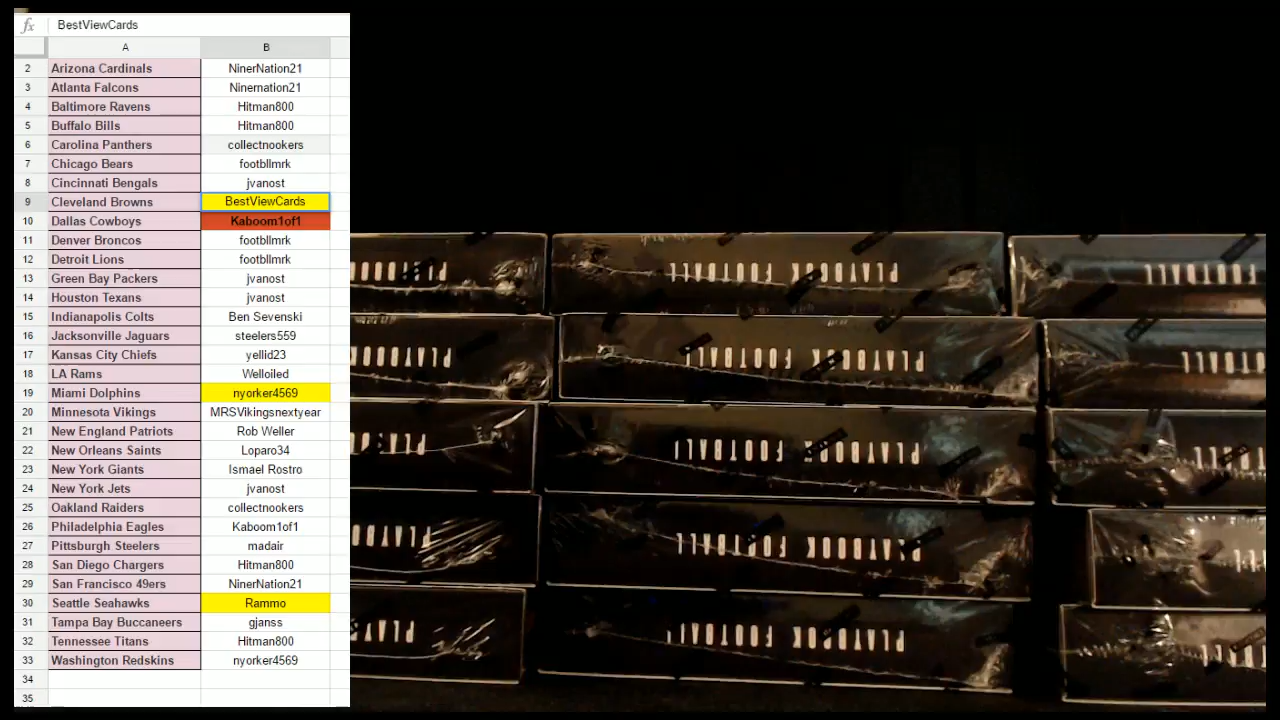 fx BestViewCards
A B
2 Arizona Cardinals NinerNation21
3 Atlanta Falcons Ninernation21
4 Baltimore Ravens Hitman800
5 Buffalo Bills Hitman800
6 Carolina Panthers collectnookers
7 Chicago Bears footbllmrk
8 Cincinnati Bengals jvanost
9 Cleveland Browns BestViewCards
10 Dallas Cowboys Kaboom1of1
11 Denver Broncos footbllmrk
12 Detroit Lions footbllmrk
13 Green Bay Packers jvanost
14 Houston Texans jvanost
15 Indianapolis Colts Ben Sevenski
16 Jacksonville Jaguars steelers559
17 Kansas City Chiefs yellid23
18 LA Rams Welloiled
19 Miami Dolphins nyorker4569
20 Minnesota Vikings MRSVikingsnextyear
21 New England Patriots Rob Weller
22 New Orleans Saints Loparo34
23 New York Giants Ismael Rostro
24 New York Jets jvanost
25 Oakland Raiders collectnookers
26 Philadelphia Eagles Kaboom1of1
27 Pittsburgh Steelers madair
28 San Diego Chargers Hitman800
29 San Francisco 49ers NinerNation21
30 Seattle Seahawks Rammo
31 Tampa Bay Buccaneers gjanss
32 Tennessee Titans Hitman800
33 Washington Redskins nyorker4569
34
35
PLAYBOOK FOOTBALL
PLAYBOOK FOOTBALL
PLAYBOOK FOOTBALL
PLAYBOOK FOOTBALL
PLAYBOOK FOOTBALL